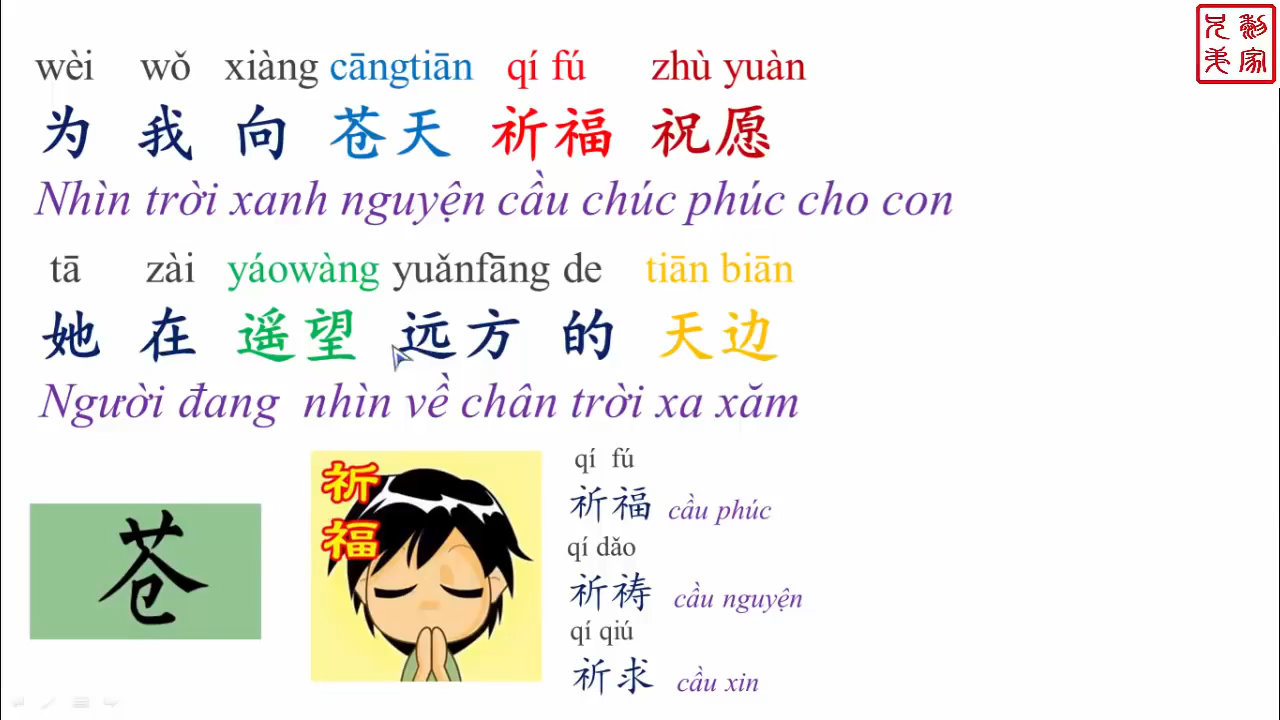 wèi wǒ xiàng cāngtiān qí fú zhù yuàn
为 我 向 苍天 祈福 祝愿
Nhìn trời xanh nguyện cầu chúc phúc cho con
tā zài yáowàng yuǎnfāng de tiān biān
她 在 遥望 远方 的 天边
Người đang nhìn về chân trời xa xăm
苍
祈
福
qí fú
祈福 cầu phúc
qí dǎo
祈祷 cầu nguyện
qí qiú
祈求 cầu xin